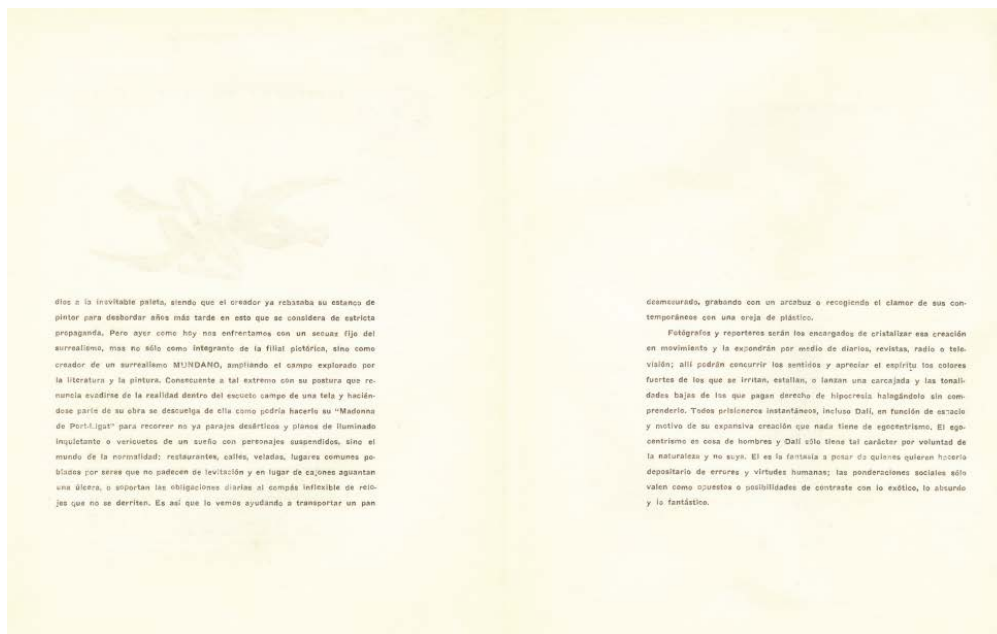 dios a la inevitable paleta, siendo que el creador ya rebasaba su estanco de
pintor para desbordar años más tarde en esto que se considera de estricta
propaganda. Pero ayer como hoy nos enfrentamos con un secuaz fijo del
surrealismo, mas no sólo como integrante de la filial pictórica, sino como
creador de un surrealismo MUNDANO, ampliando el campo explorado por
la literatura y la pintura. Consecuente a tal extremo con su postura que re-
nuncia evadirse de la realidad dentro del escueto campo de una tela y hacién-
dose parte de su obra se descuelga de ella como podría hacerlo su "Madonna
de Port-Ligat" para recorrer no ya parajes desérticos y planos de iluminado
inquietante o vericuetos de un sueño con personajes suspendidos, sino el
mundo de la normalidad; restaurantes, calles, veladas, lugares comunes po-
blados por seres que no padecen de levitación y en lugar de cajones aguantan
una úlcera, o soportan las obligaciones diarias al compás inflexible de relo-
jes que no se derriten. Es así que lo vemos ayudando a transportar un pan
desmesurado, grabando con un arcabuz o recogiendo el clamor de sus con-
temporáneos con una oreja de plástico.
Fotógrafos y reporteros serán los encargados de cristalizar esa creación
en movimiento y la expondrán por medio de diarios, revistas, radio o tele-
visión; allí podrán concurrir los sentidos y apreciar el espíritu los colores
fuertes de los que se irritan, estallan, o lanzan una carcajada y las tonali-
dades bajas de los que pagan derecho de hipocresía halagándolo sin com-
prenderlo. Todos prisioneros instantáneos, incluso Dalí, en función de espacio
y motivo de su expansiva creación que nada tiene de egocentrismo. El ego-
centrismo es cosa de hombres y Dalí sólo tiene tal carácter por voluntad de
la naturaleza y no suya. El es la fantasía a pesar de quienes quieren hacerlo
depositario de errores y virtudes humanas; las ponderaciones sociales sólo
valen como opuestos o posibilidades de contraste con lo exótico, lo absurdo
y lo fantástico.